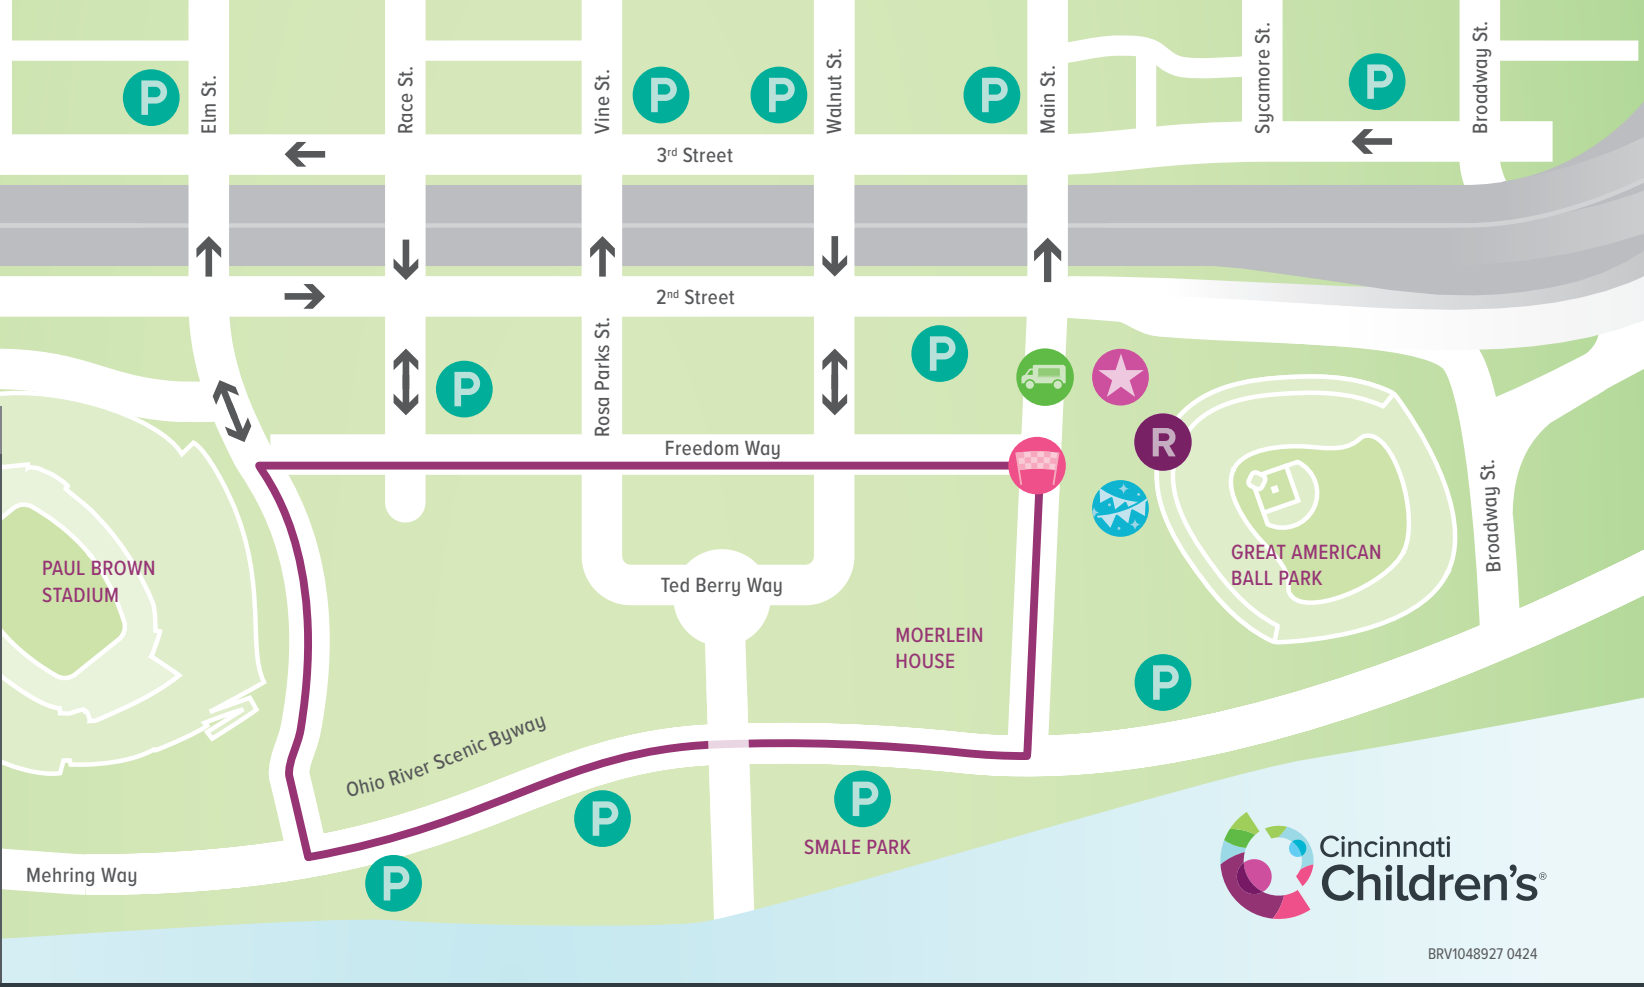 Elm St.
Race St.
Vine St.
Walnut St.
Main St.
Sycamore St.
Broadway St.
P
P
P
P
P
3rd Street
2nd Street
Rosa Parks St.
P
P
R
Freedom Way
Broadway St.
PAUL BROWN
STADIUM
GREAT AMERICAN
BALL PARK
Ted Berry Way
MOERLEIN
HOUSE
P
Ohio River Scenic Byway
P
P
SMALE PARK
Mehring Way
P
Cincinnati
Children's®
BRV1048927 0424